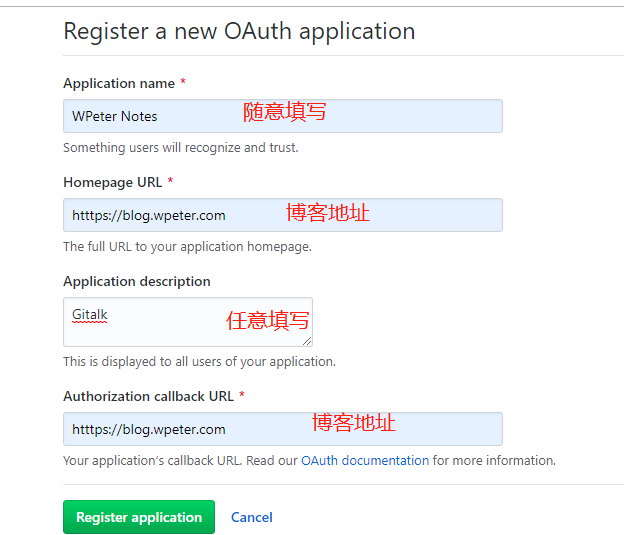 Register a new OAuth application
Application name *
WPeter Notes 随意填写
Something users will recognize and trust.
Homepage URL *
htttps://blog.wpeter.com 博客地址
The full URL to your application homepage.
Application description
Gitalk 任意填写
This is displayed to all users of your application.
Authorization callback URL *
htttps://blog.wpeter.com 博客地址
Your application's callback URL. Read our OAuth documentation for more information.
Register application Cancel